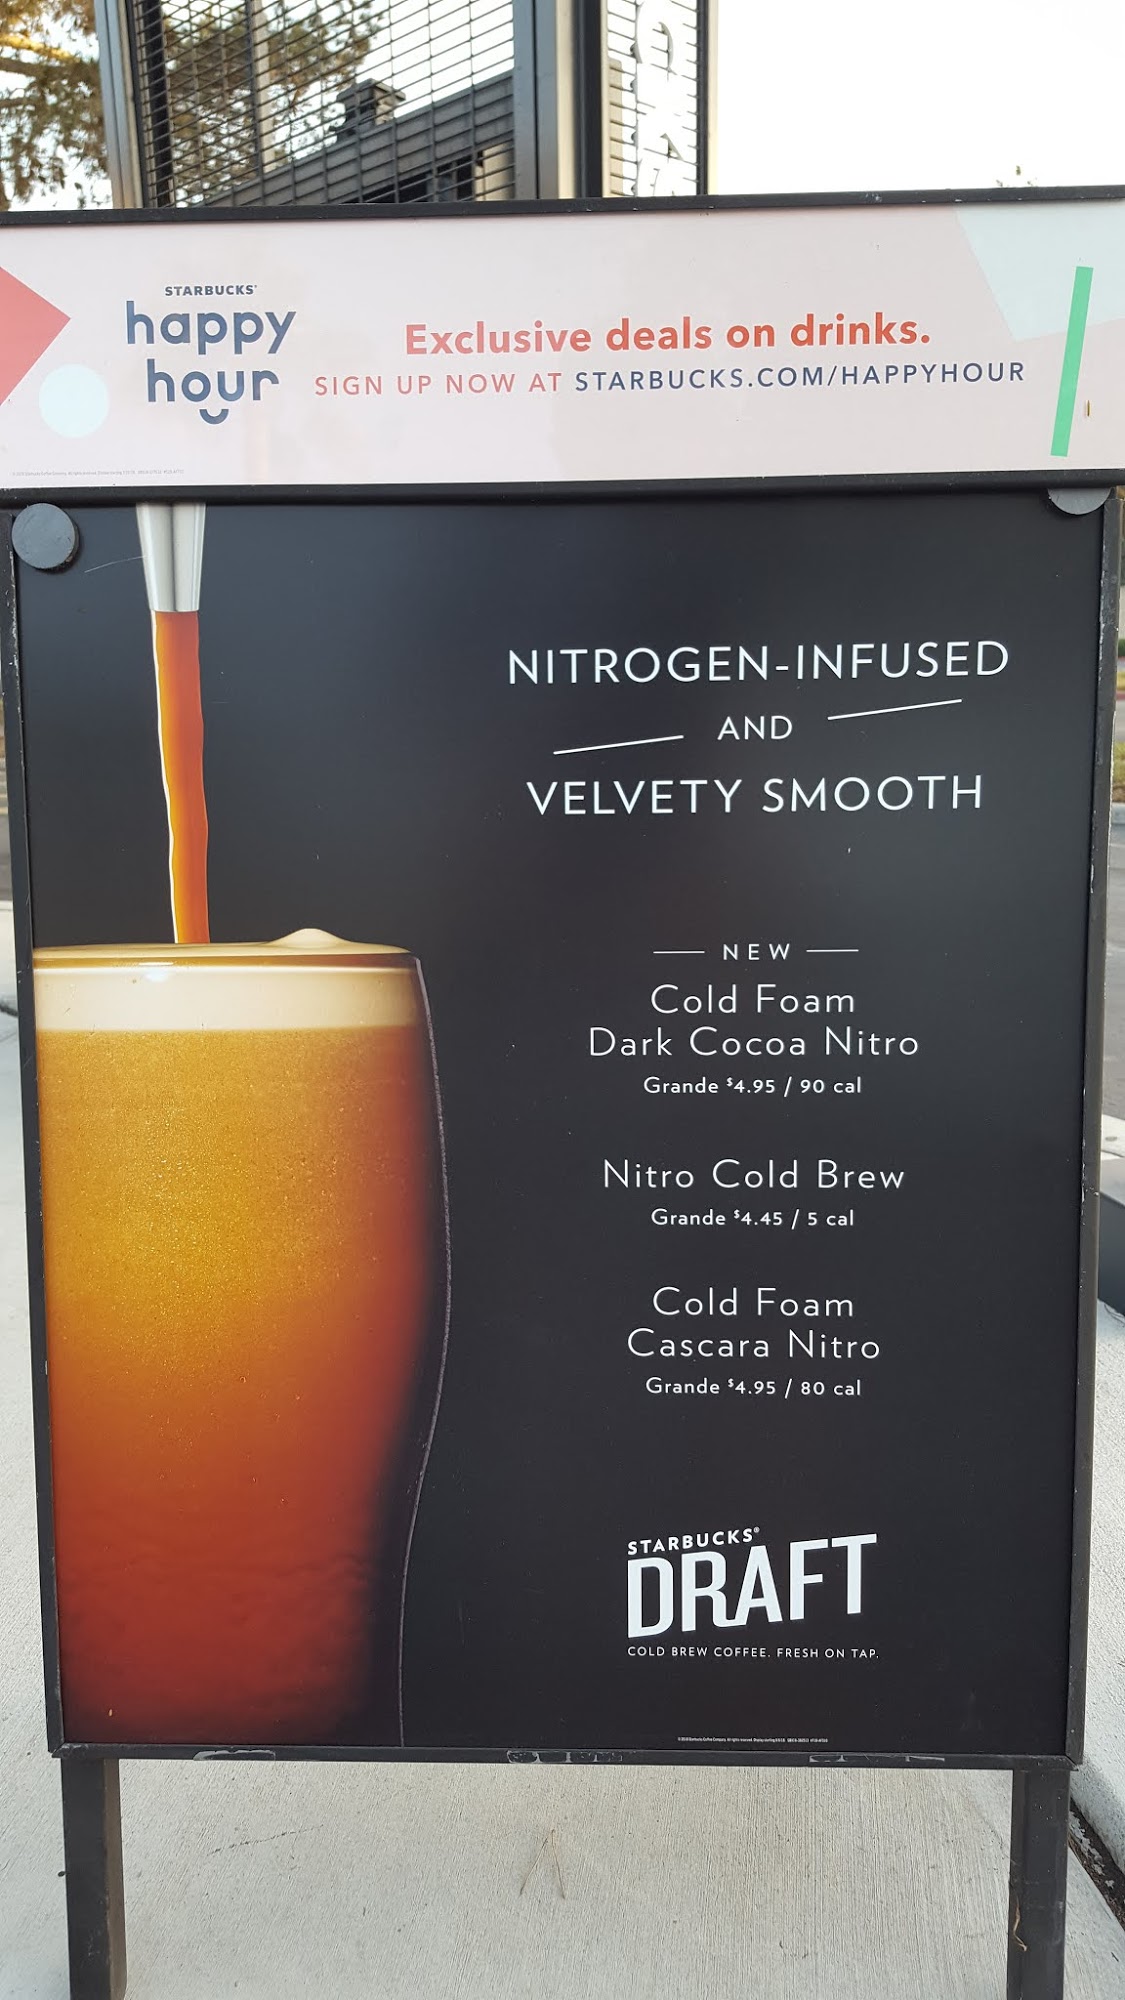 STARBUCKS®
happy
hour
Exclusive deals on drinks.
SIGN UP NOW AT STARBUCKS.COM/HAPPYHOUR
NITROGEN-INFUSED
AND
VELVETY SMOOTH
NEW
Cold Foam
Dark Cocoa Nitro
Grande $4.95 / 90 cal
Nitro Cold Brew
Grande $4.45 / 5 cal
Cold Foam
Cascara Nitro
Grande $4.95 / 80 cal
STARBUCKS®
DRAFT
COLD BREW COFFEE. FRESH ON TAP.